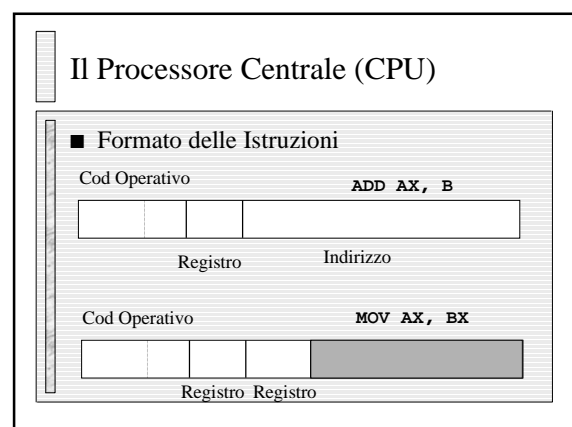 Il Processore Centrale (CPU)
■ Formato delle Istruzioni
Cod Operativo ADD AX, B
Registro Indirizzo
Cod Operativo MOV AX, BX
Registro Registro